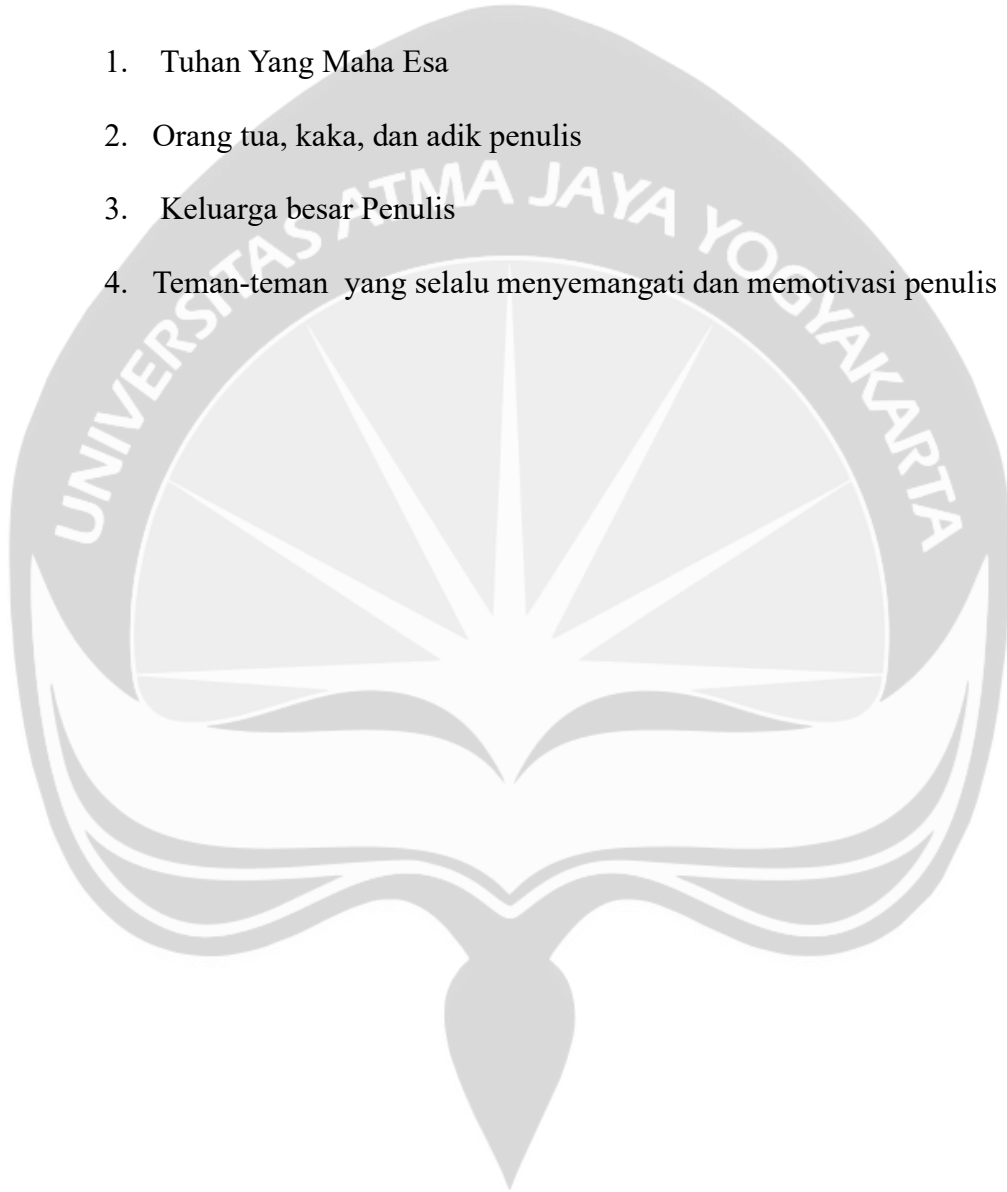 1. Tuhan Yang Maha Esa
2. Orang tua, kaka, dan adik penulis
3. Keluarga besar Penulis
4. Teman-teman yang selalu menyemangati dan memotivasi penulis
UNIVERSITAS ATMA JAYA YOGYAKARTA